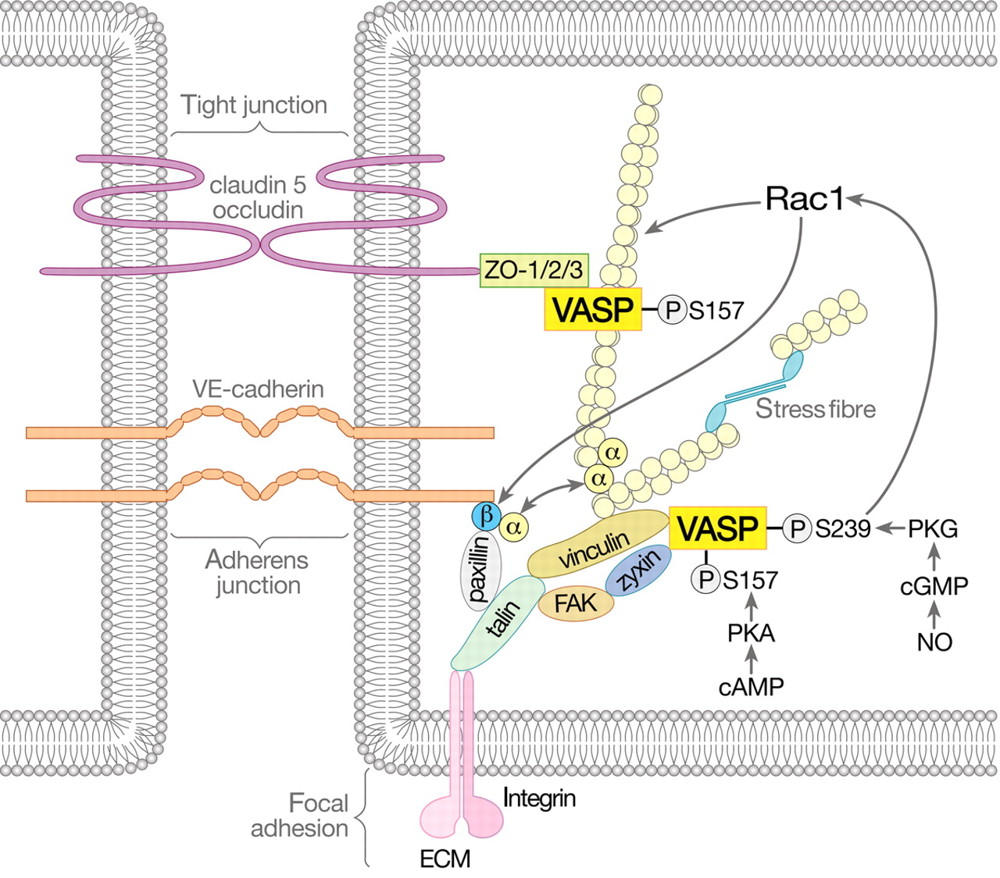 Tight junction
claudin 5
occludin
Rac1
ZO-1/2/3
VASP
P
S157
VE-cadherin
Stress fibre
α
α
β
α
paxillin
vinculin
VASP
P
S239
PKG
zyxin
P
S157
cGMP
Adherens
junction
talin
FAK
PKA
NO
cAMP
Focal
adhesion
Integrin
ECM